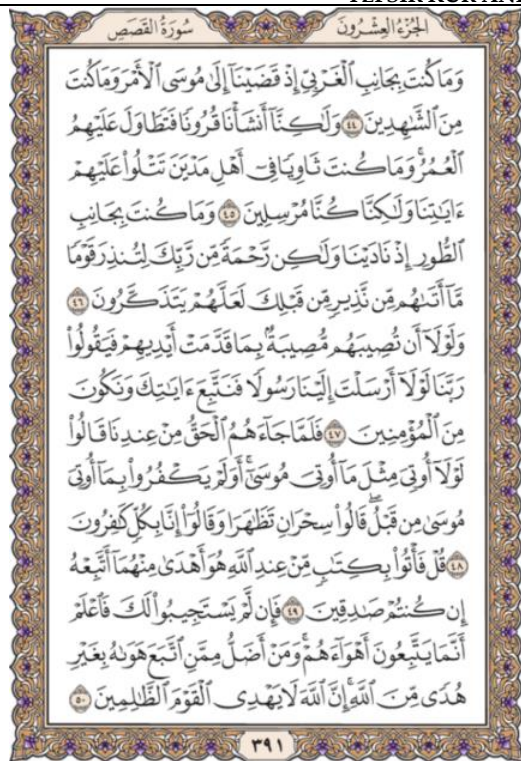 سُورَةُ القَصَصِ الجُزْءُ العِشْرُونَ
وَمَا كُنتَ بِجَانِبِ ٱلْغَرْبِيِّ إِذْ قَضَيْنَآ إِلَىٰ مُوسَى ٱلْأَمْرَ وَمَا كُنتَ
مِنَ ٱلشَّٰهِدِينَ ٤٤ وَلَٰكِنَّآ أَنشَأْنَا قُرُونًا فَتَطَاوَلَ عَلَيْهِمُ
ٱلْعُمُرُۚ وَمَا كُنتَ ثَاوِيًا فِىٓ أَهْلِ مَدْيَنَ تَتْلُوا۟ عَلَيْهِمْ
ءَايَٰتِنَا وَلَٰكِنَّا كُنَّا مُرْسِلِينَ ٤٥ وَمَا كُنتَ بِجَانِبِ
ٱلطُّورِ إِذْ نَادَيْنَا وَلَٰكِن رَّحْمَةً مِّن رَّبِّكَ لِتُنذِرَ قَوْمًا
مَّآ أَتَىٰهُم مِّن نَّذِيرٍ مِّن قَبْلِكَ لَعَلَّهُمْ يَتَذَكَّرُونَ ٤٦
وَلَوْلَآ أَن تُصِيبَهُم مُّصِيبَةٌۢ بِمَا قَدَّمَتْ أَيْدِيهِمْ فَيَقُولُوا۟
رَبَّنَا لَوْلَآ أَرْسَلْتَ إِلَيْنَا رَسُولًا فَنَتَّبِعَ ءَايَٰتِكَ وَنَكُونَ
مِنَ ٱلْمُؤْمِنِينَ ٤٧ فَلَمَّا جَآءَهُمُ ٱلْحَقُّ مِنْ عِندِنَا قَالُوا۟
لَوْلَآ أُوتِىَ مِثْلَ مَآ أُوتِىَ مُوسَىٰٓۚ أَوَلَمْ يَكْفُرُوا۟ بِمَآ أُوتِىَ
مُوسَىٰ مِن قَبْلُۖ قَالُوا۟ سِحْرَانِ تَظَٰهَرَا وَقَالُوٓا۟ إِنَّا بِكُلٍّ كَٰفِرُونَ
٤٨ قُلْ فَأْتُوا۟ بِكِتَٰبٍ مِّنْ عِندِ ٱللَّهِ هُوَ أَهْدَىٰ مِنْهُمَآ أَتَّبِعْهُ
إِن كُنتُمْ صَٰدِقِينَ ٤٩ فَإِن لَّمْ يَسْتَجِيبُوا۟ لَكَ فَٱعْلَمْ
أَنَّمَا يَتَّبِعُونَ أَهْوَآءَهُمْۚ وَمَنْ أَضَلُّ مِمَّنِ ٱتَّبَعَ هَوَىٰهُ بِغَيْرِ
هُدًى مِّنَ ٱللَّهِۚ إِنَّ ٱللَّهَ لَا يَهْدِى ٱلْقَوْمَ ٱلظَّٰلِمِينَ ٥٠
٣٩١